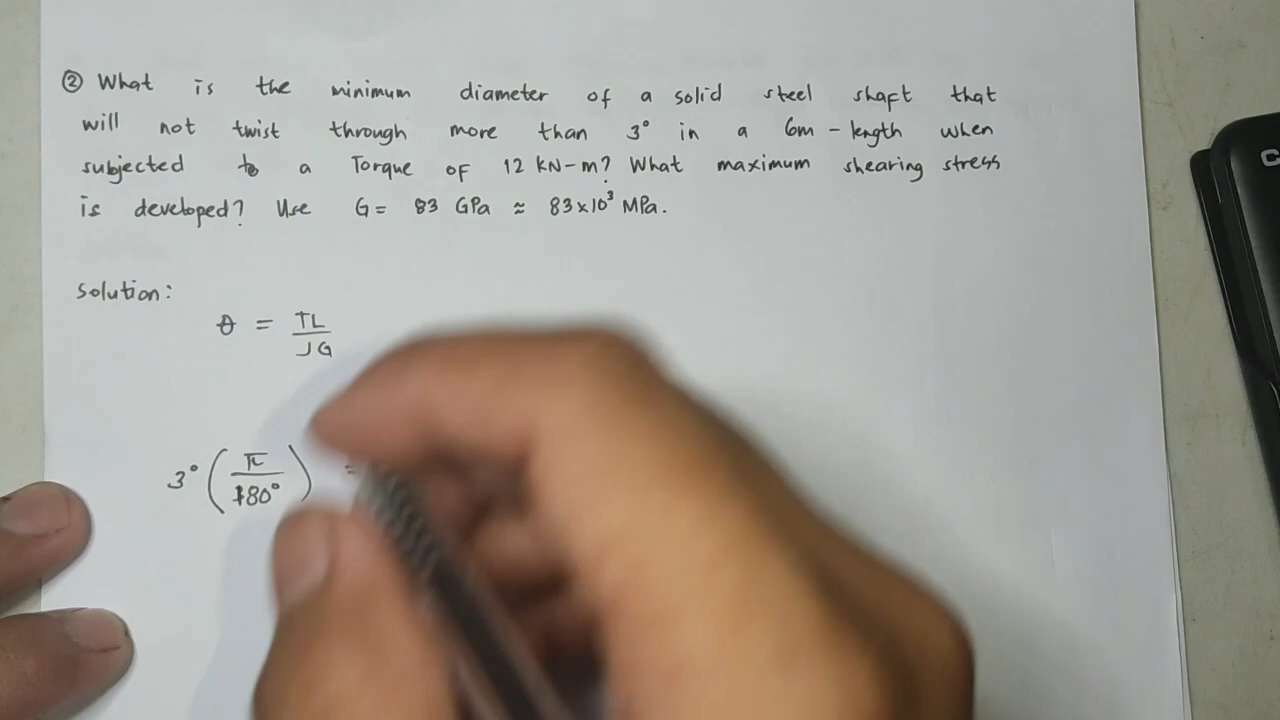 ② What is the minimum diameter of a solid steel shaft that
will not twist through more than 3° in a 6m - length when
subjected to a Torque of 12 kN-m? What maximum shearing stress
is developed? Use G = 83 GPa ≈ 83×10³ MPa.
Solution:
θ = TL/JG
3° (π/180°) =